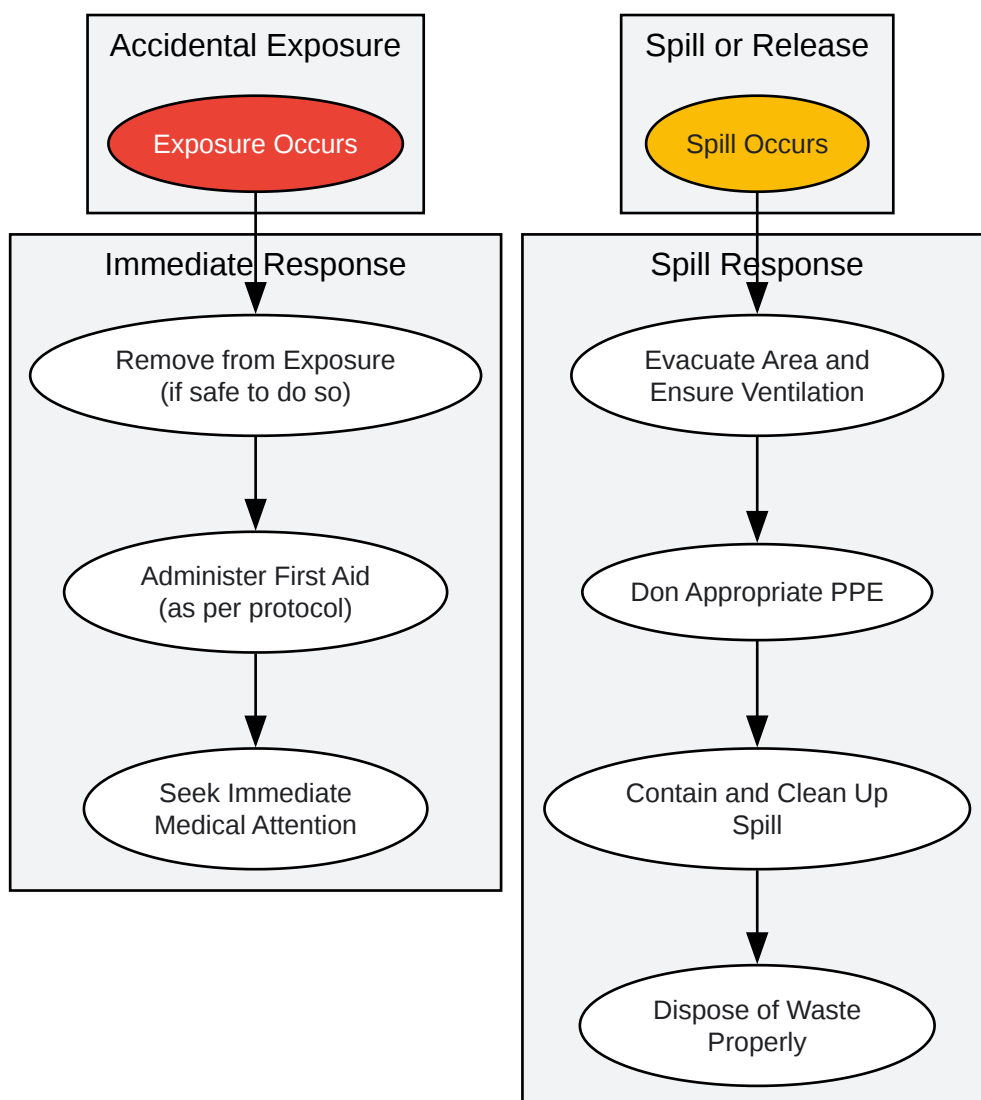 Accidental Exposure
Exposure Occurs
Immediate Response
Remove from Exposure
(if safe to do so)
Administer First Aid
(as per protocol)
Seek Immediate
Medical Attention
Spill or Release
Spill Occurs
Spill Response
Evacuate Area and
Ensure Ventilation
Don Appropriate PPE
Contain and Clean Up
Spill
Dispose of Waste
Properly